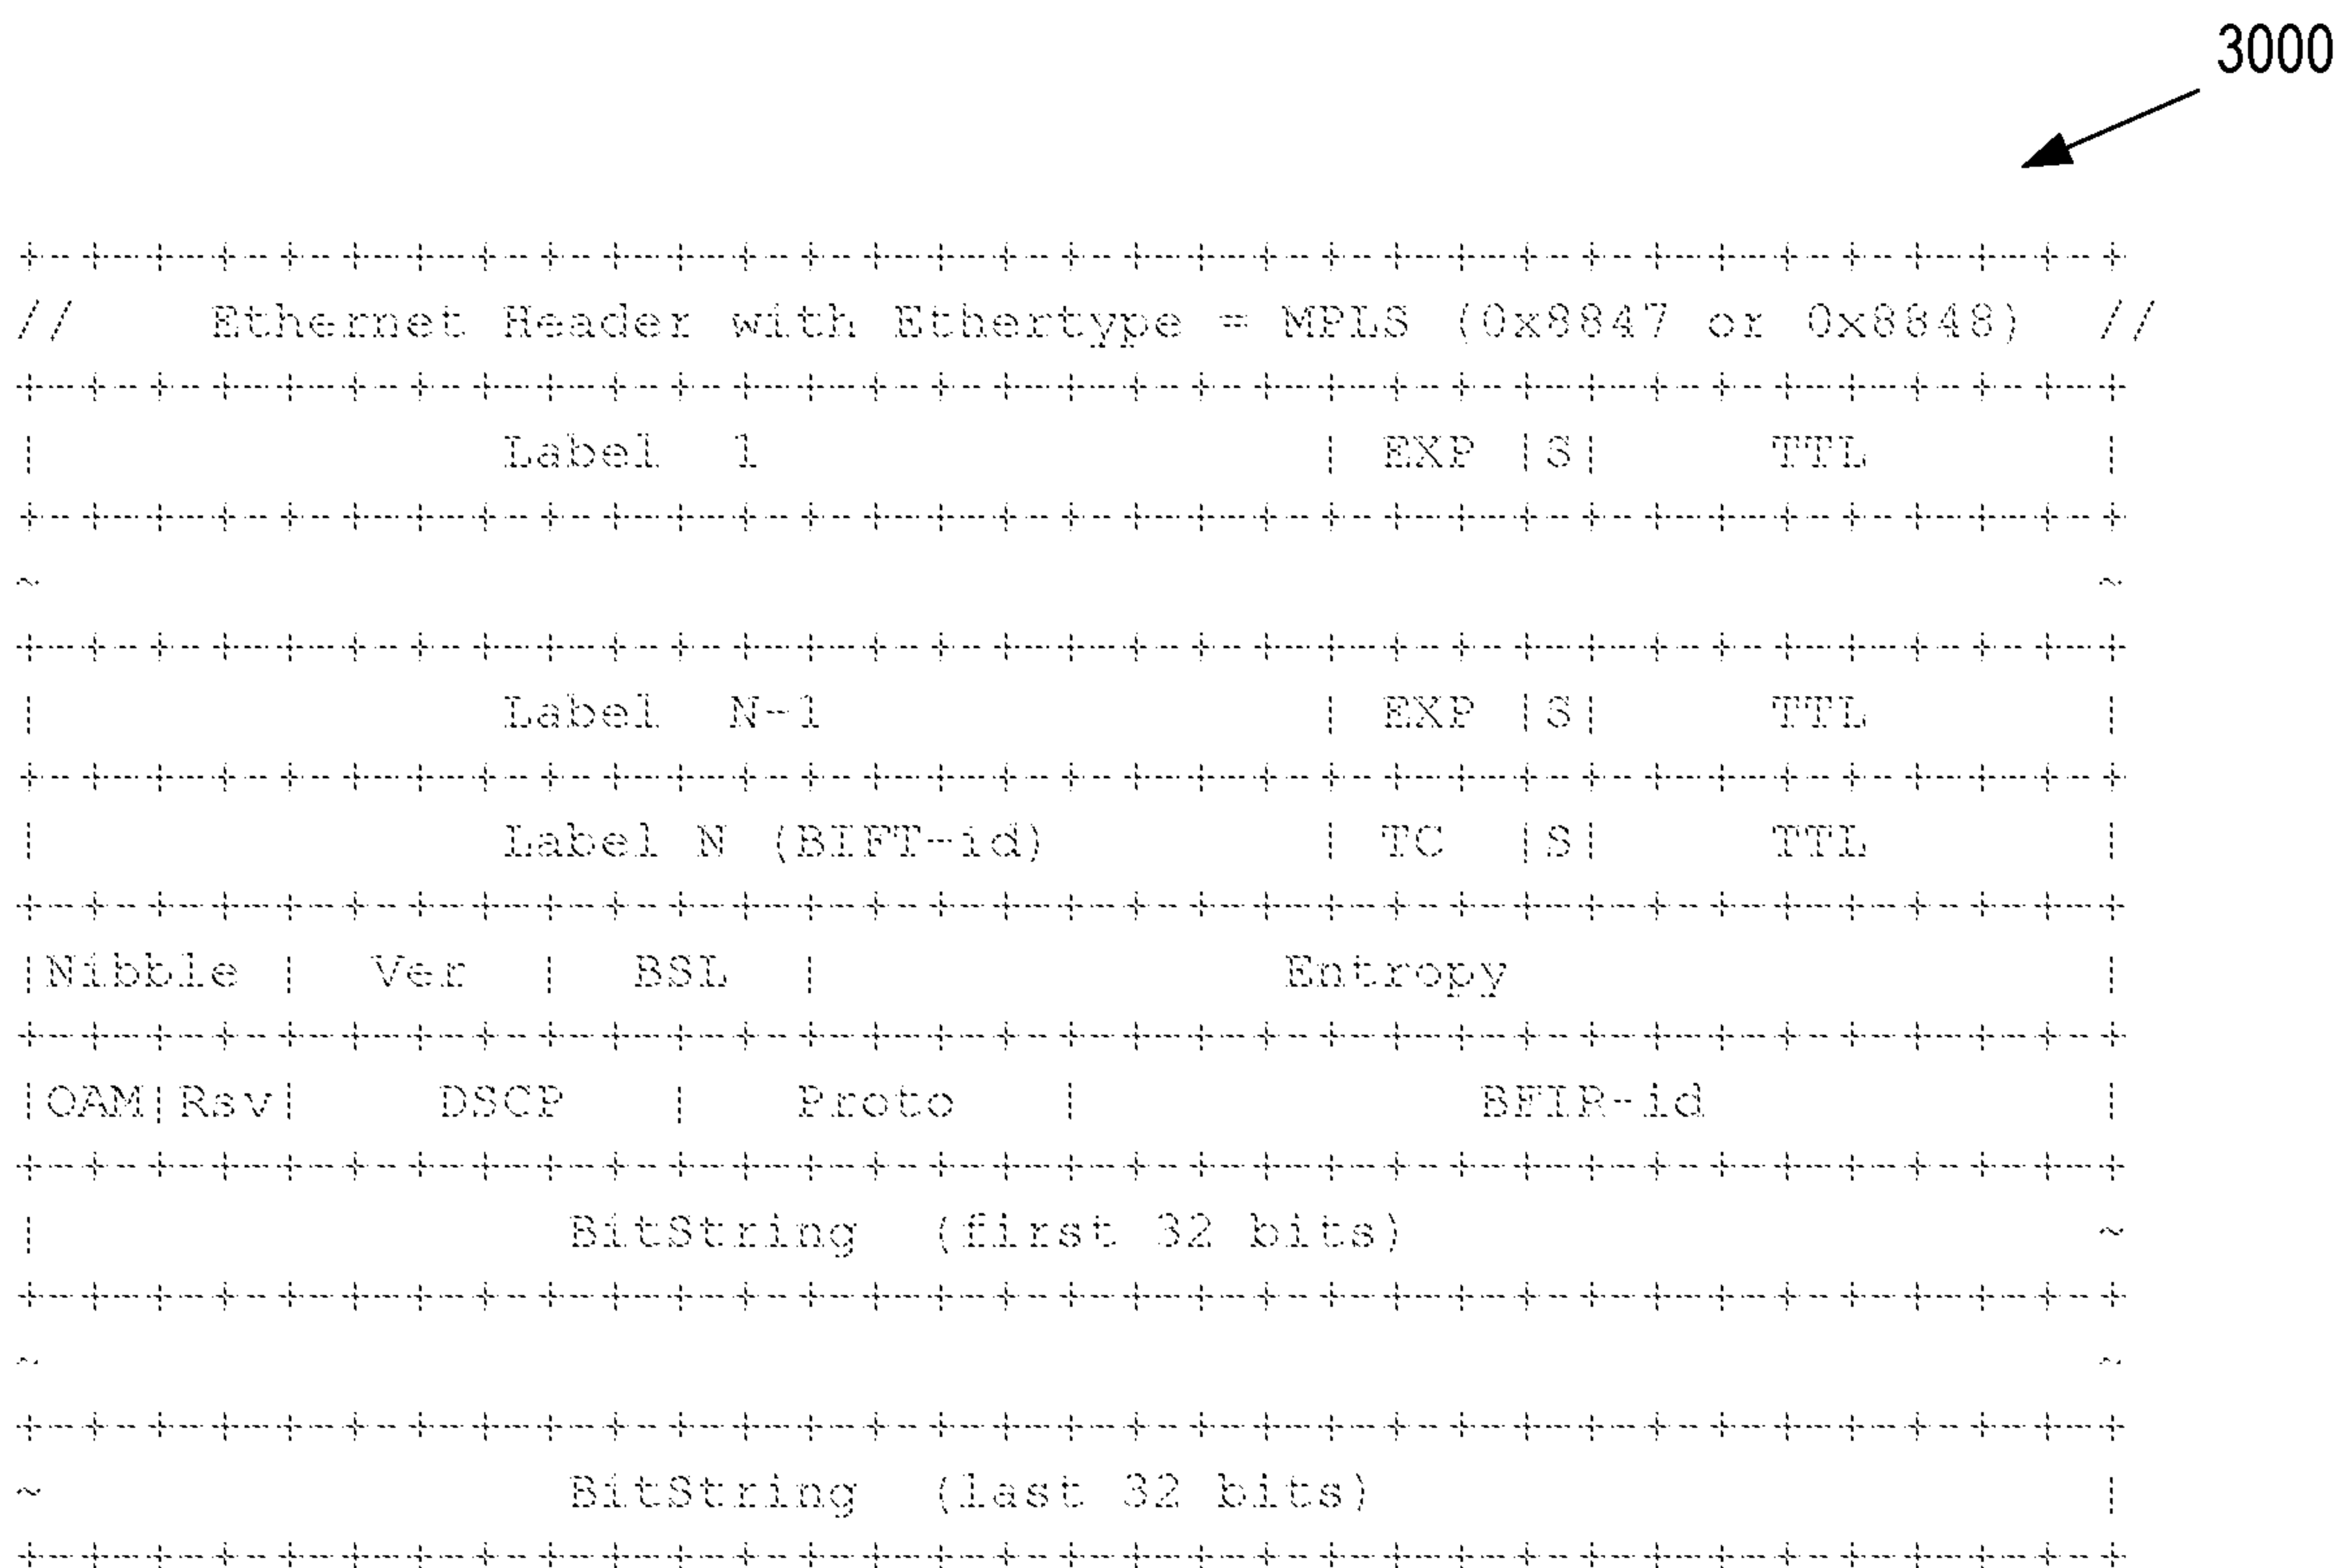 3000
+-+-+-+-+-+-+-+-+-+-+-+-+-+-+-+-+-+-+-+-+-+-+-+-+-+-+-+-+-+-+-+-+
// Ethernet Header with Ethertype = MPLS (0x8847 or 0x8848) //
+-+-+-+-+-+-+-+-+-+-+-+-+-+-+-+-+-+-+-+-+-+-+-+-+-+-+-+-+-+-+-+-+
| Label 1 | EXP |S| TTL |
+-+-+-+-+-+-+-+-+-+-+-+-+-+-+-+-+-+-+-+-+-+-+-+-+-+-+-+-+-+-+-+-+
~ ~
+-+-+-+-+-+-+-+-+-+-+-+-+-+-+-+-+-+-+-+-+-+-+-+-+-+-+-+-+-+-+-+-+
| Label N-1 | EXP |S| TTL |
+-+-+-+-+-+-+-+-+-+-+-+-+-+-+-+-+-+-+-+-+-+-+-+-+-+-+-+-+-+-+-+-+
| Label N (BIFT-id) | TC |S| TTL |
+-+-+-+-+-+-+-+-+-+-+-+-+-+-+-+-+-+-+-+-+-+-+-+-+-+-+-+-+-+-+-+-+
|Nibble | Ver | BSL | Entropy |
+-+-+-+-+-+-+-+-+-+-+-+-+-+-+-+-+-+-+-+-+-+-+-+-+-+-+-+-+-+-+-+-+
|OAM|Rsv| DSCP | Proto | BFIR-id |
+-+-+-+-+-+-+-+-+-+-+-+-+-+-+-+-+-+-+-+-+-+-+-+-+-+-+-+-+-+-+-+-+
| BitString (first 32 bits) ~
+-+-+-+-+-+-+-+-+-+-+-+-+-+-+-+-+-+-+-+-+-+-+-+-+-+-+-+-+-+-+-+-+
~ ~
+-+-+-+-+-+-+-+-+-+-+-+-+-+-+-+-+-+-+-+-+-+-+-+-+-+-+-+-+-+-+-+-+
~ BitString (last 32 bits) |
+-+-+-+-+-+-+-+-+-+-+-+-+-+-+-+-+-+-+-+-+-+-+-+-+-+-+-+-+-+-+-+-+